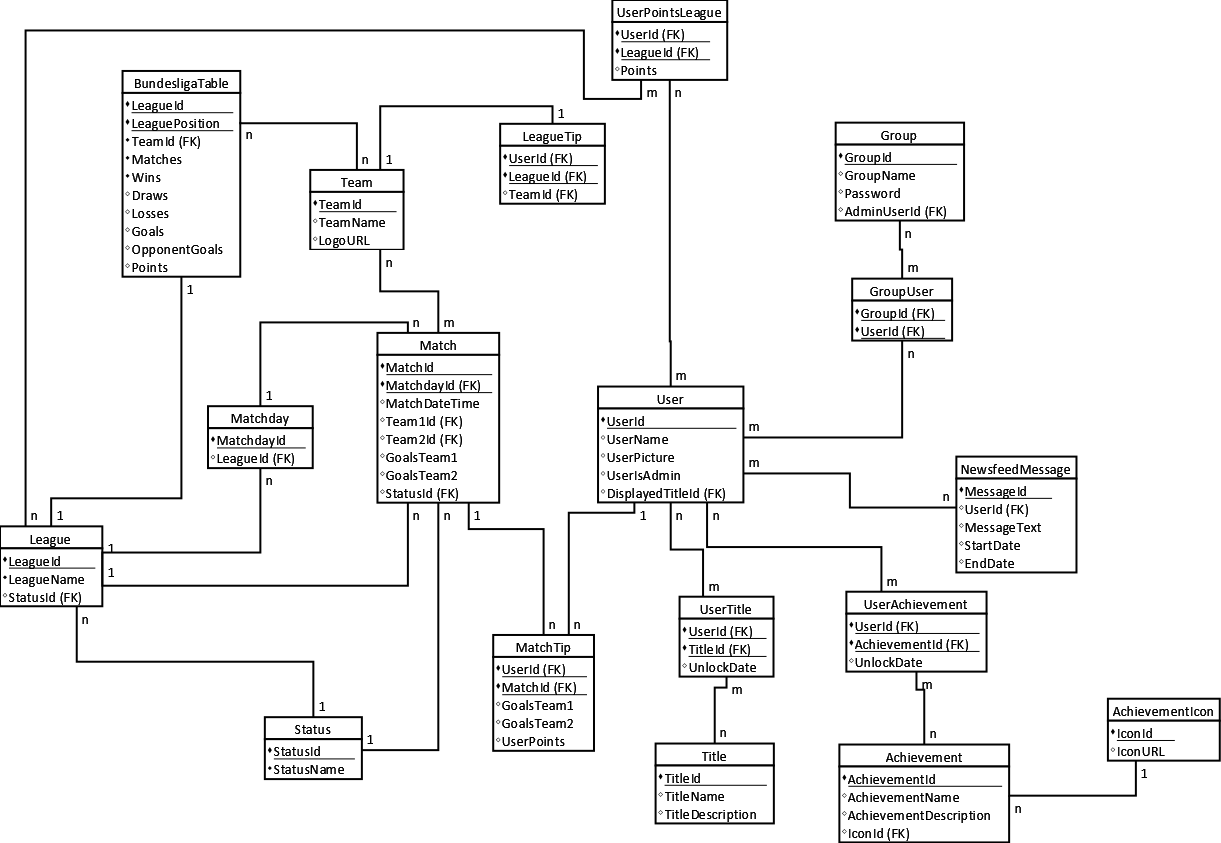 UserPointsLeague
UserId (FK)
LeagueId (FK)
Points
m
n
BundesligaTable
LeagueId
LeaguePosition
TeamId (FK)
Matches
Wins
Draws
Losses
Goals
OpponentGoals
Points
n
1
n
1
Team
TeamId
TeamName
LogoURL
n
1
LeagueTip
UserId (FK)
LeagueId (FK)
TeamId (FK)
Group
GroupId
GroupName
Password
AdminUserId (FK)
n
m
GroupUser
GroupId (FK)
UserId (FK)
n
n
m
Match
MatchId
MatchdayId (FK)
MatchDateTime
Team1Id (FK)
Team2Id (FK)
GoalsTeam1
GoalsTeam2
StatusId (FK)
n
n
1
1
Matchday
MatchdayId
LeagueId (FK)
n
m
User
UserId
UserName
UserPicture
UserIsAdmin
DisplayedTitleId (FK)
m
m
1
n
n
n
NewsfeedMessage
MessageId
UserId (FK)
MessageText
StartDate
EndDate
n
1
League
LeagueId
LeagueName
StatusId (FK)
1
1
n
1
Status
StatusId
StatusName
1
n
n
MatchTip
UserId (FK)
MatchId (FK)
GoalsTeam1
GoalsTeam2
UserPoints
m
UserTitle
UserId (FK)
TitleId (FK)
UnlockDate
m
n
Title
TitleId
TitleName
TitleDescription
m
UserAchievement
UserId (FK)
AchievementId (FK)
UnlockDate
m
n
Achievement
AchievementId
AchievementName
AchievementDescription
IconId (FK)
n
AchievementIcon
IconId
IconURL
1